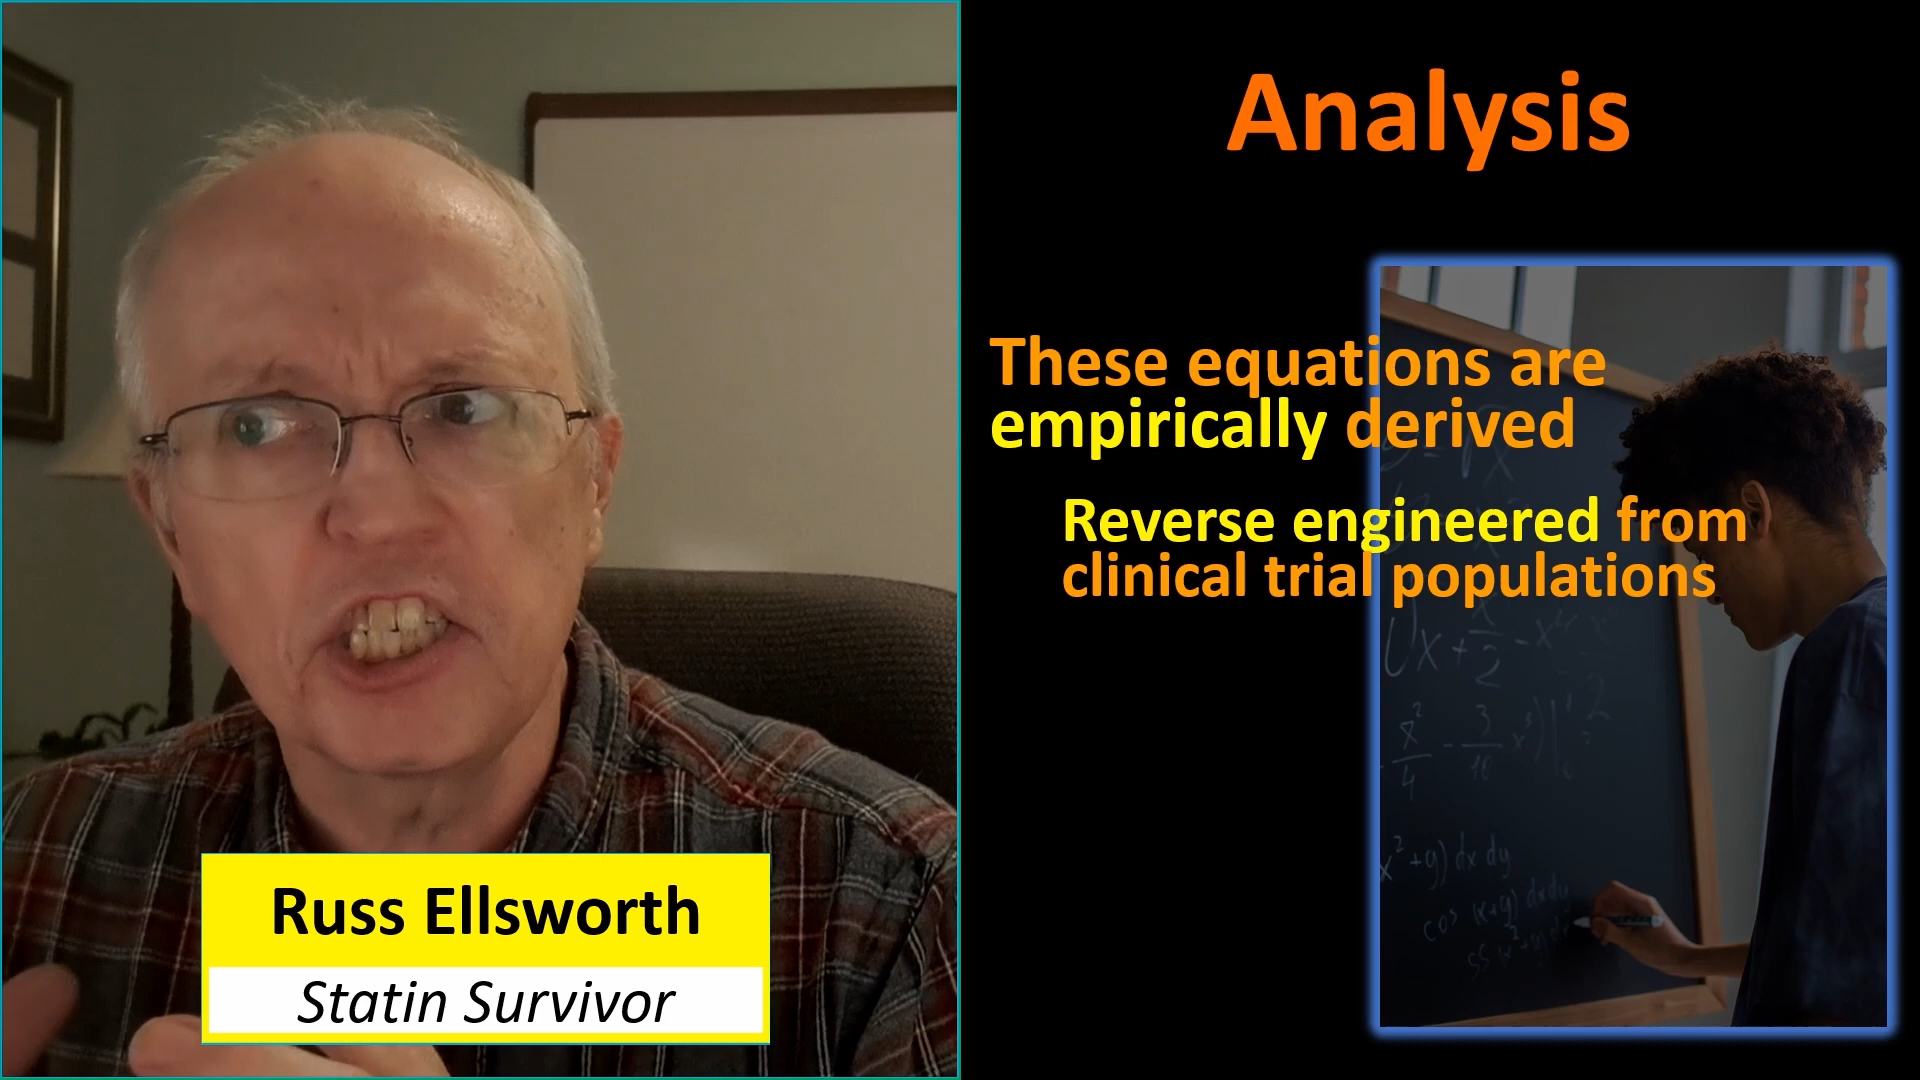 Analysis
These equations are
empirically derived
Reverse engineered from
clinical trial populations
Russ Ellsworth
Statin Survivor